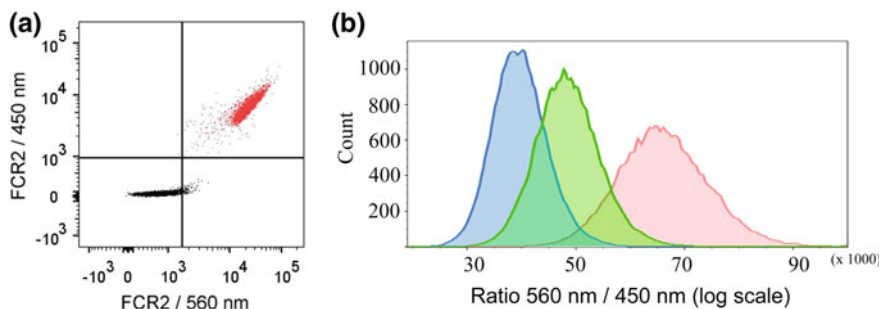 (a)
FCR2 / 450 nm
10⁵
10⁴
10³
0
-10³
-10³ 0 10³ 10⁴ 10⁵
FCR2 / 560 nm
(b)
Count
1000
800
600
400
200
30 50 70 90
(x 1000)
Ratio 560 nm / 450 nm (log scale)